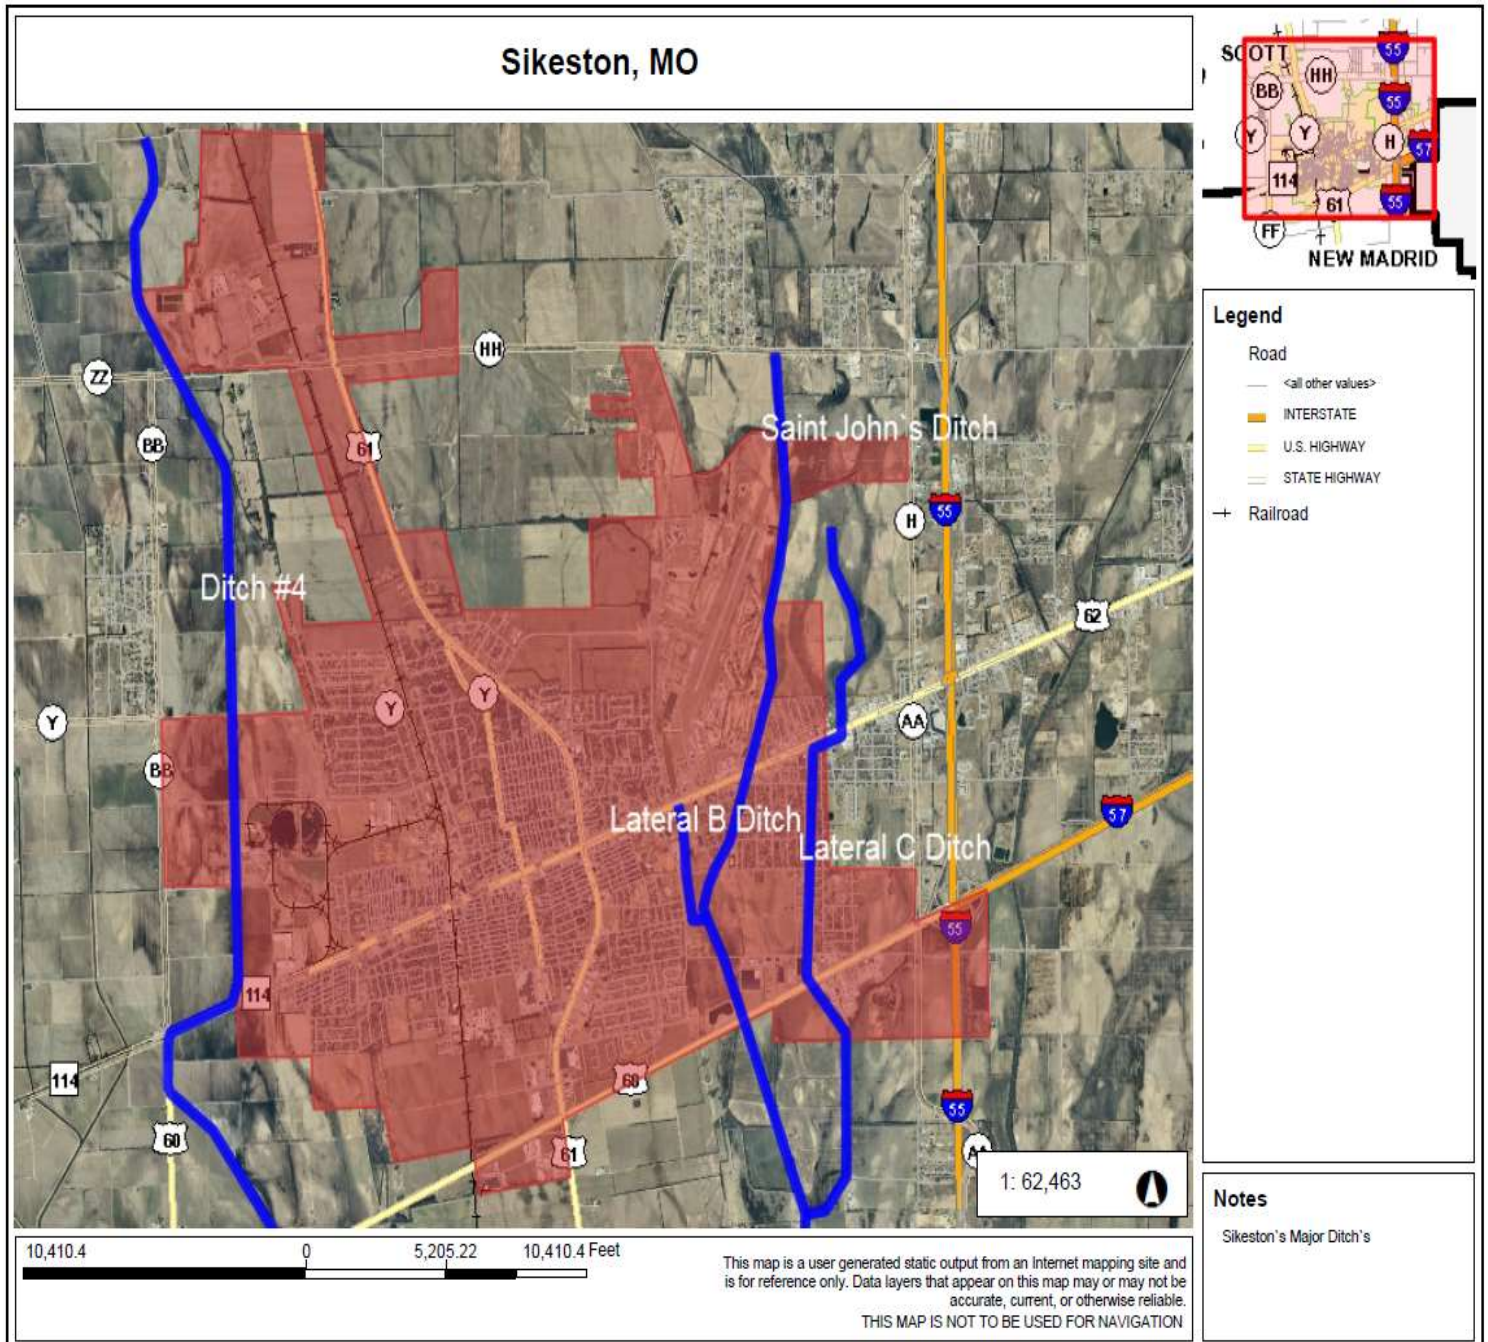 Sikeston, MO
SCOTT
55
HH
BB
55
Y
Y
H
57
114
61
55
FF
NEW MADRID
HH
ZZ
61
BB
Saint John`s Ditch
55
H
Ditch #4
62
Y
Y
Y
AA
BB
57
Lateral B Ditch
Lateral C Ditch
55
114
114
60
55
60
61
AA
1: 62,463
Legend
Road
<all other values>
INTERSTATE
U.S. HIGHWAY
STATE HIGHWAY
Railroad
Notes
Sikeston's Major Ditch's
10,410.4 0 5,205.22 10,410.4 Feet
This map is a user generated static output from an Internet mapping site and
is for reference only. Data layers that appear on this map may or may not be
accurate, current, or otherwise reliable.
THIS MAP IS NOT TO BE USED FOR NAVIGATION